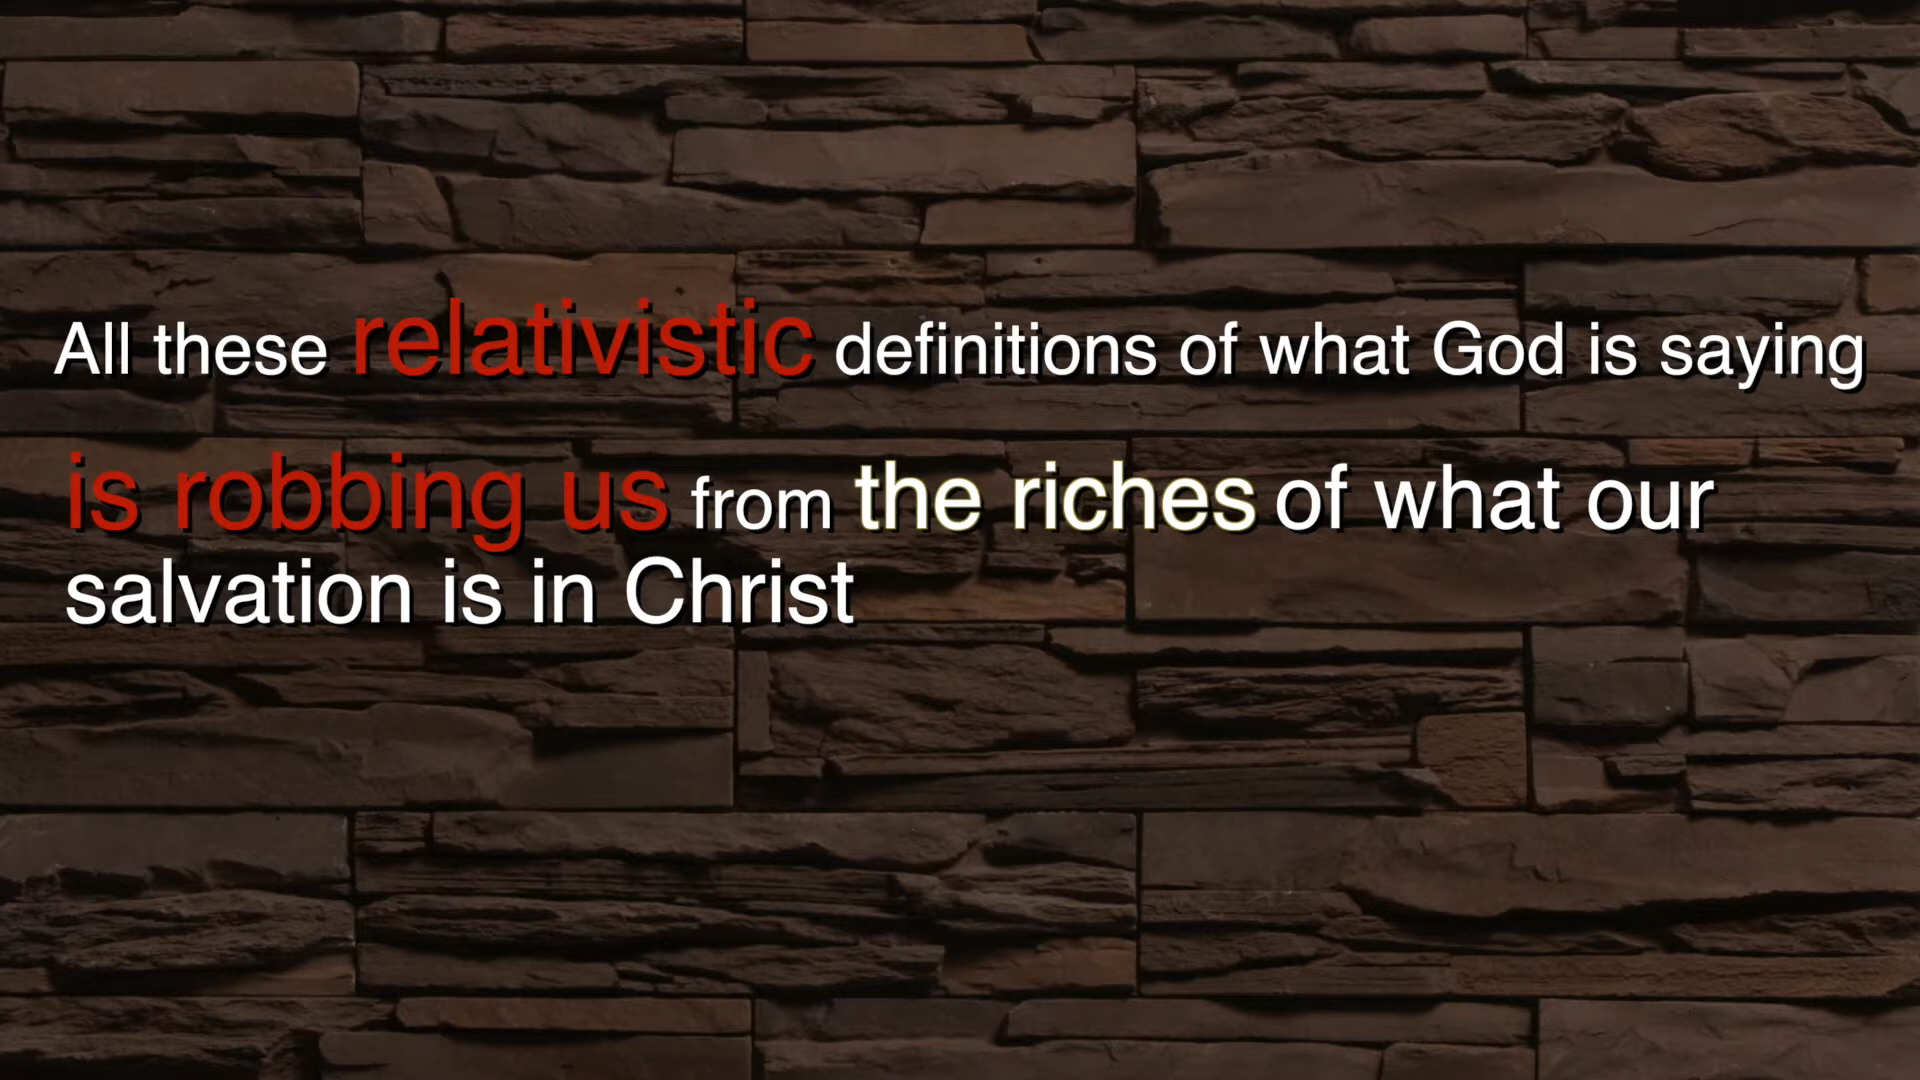 All these relativistic definitions of what God is saying
is robbing us from the riches of what our
salvation is in Christ